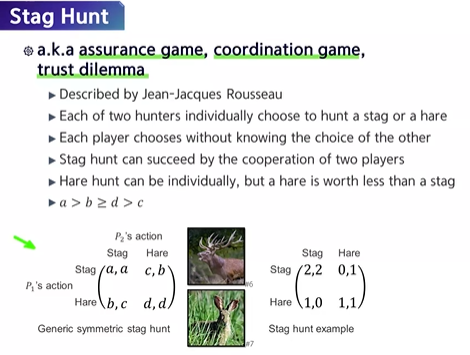 Stag Hunt
a.k.a assurance game, coordination game,
trust dilemma
▸ Described by Jean-Jacques Rousseau
▸ Each of two hunters individually choose to hunt a stag or a hare
▸ Each player chooses without knowing the choice of the other
▸ Stag hunt can succeed by the cooperation of two players
▸ Hare hunt can be individually, but a hare is worth less than a stag
▸ a > b ≥ d > c
P₂'s action
Stag Hare
Stag a, a c, b
P₁'s action
Hare b, c d, d
Generic symmetric stag hunt
#6
#7
Stag Hare
Stag 2,2 0,1
Hare 1,0 1,1
Stag hunt example